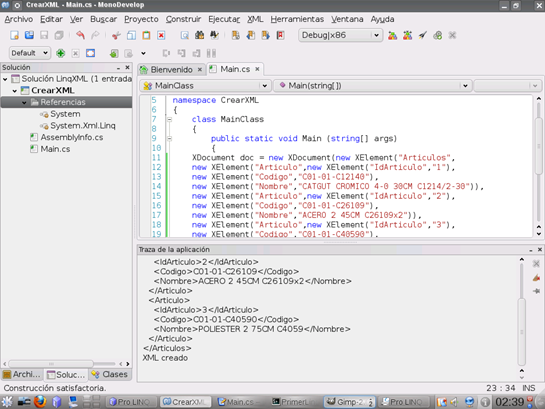 CrearXML - Main.cs - MonoDevelop
Archivo Editar Ver Buscar Proyecto Construir Ejecutar XML Herramientas Ventana Ayuda
Debug|x86
Default
Solución
Solución LinqXML (1 entrada
CrearXML
Referencias
System
System.Xml.Linq
AssemblyInfo.cs
Main.cs
Archi... Soluc... Clases
Bienvenido Main.cs
MainClass Main(string[ ])
5 namespace CrearXML
6 {
7 class MainClass
8 {
9 public static void Main (string[] args)
10 {
11 XDocument doc = new XDocument(new XElement("Articulos",
12 new XElement("Articulo",new XElement("IdArticulo","1"),
13 new XElement("Codigo","C01-01-C12140"),
14 new XElement("Nombre","CATGUT CROMICO 4-0 30CM C1214/2-30")),
15 new XElement("Articulo",new XElement("IdArticulo","2"),
16 new XElement("Codigo","C01-01-C26109"),
17 new XElement("Nombre","ACERO 2 45CM C26109x2")),
18 new XElement("Articulo",new XElement("IdArticulo","3"),
19 new XElement("Codigo","C01-01-C40590"),
Traza de la aplicación
<IdArticulo>2</IdArticulo>
<Codigo>C01-01-C26109</Codigo>
<Nombre>ACERO 2 45CM C26109x2</Nombre>
</Articulo>
<Articulo>
<IdArticulo>3</IdArticulo>
<Codigo>C01-01-C40590</Codigo>
<Nombre>POLIESTER 2 75CM C4059</Nombre>
</Articulo>
</Articulos>
XML creado
Construcción satisfactoria.
23 : 34 INS
Pro LINQ CrearXML Main.cs - PrimerL Gimp-2. Pro LINQ 02:39